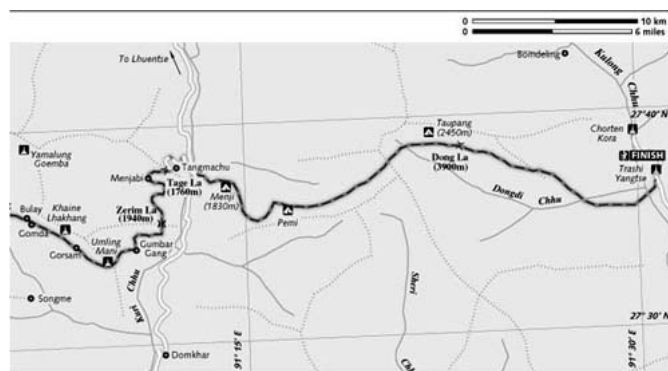 0 10 km
0 6 miles
To Lhuentse
Bomdeling
Kulong
Chhu
27°40' N
Yamalung
Goemba
Taupang
(2450m)
Chorten
Kora
FINISH
Tangmachu
Menjabi
Tage La
(1760m)
Dong La
(3900m)
Trashi
Yangtse
Menji
(1830m)
Dongdi
Chhu
Bulay
Khaine
Lhakhang
Zerim La
(1940m)
Pemi
Gomda
Umling
Mani
Gumbar
Gang
Gorsam
Kuri Chhu
Sheri
Songme
91°15' E
27°30' N
91°30' E
Domkhar